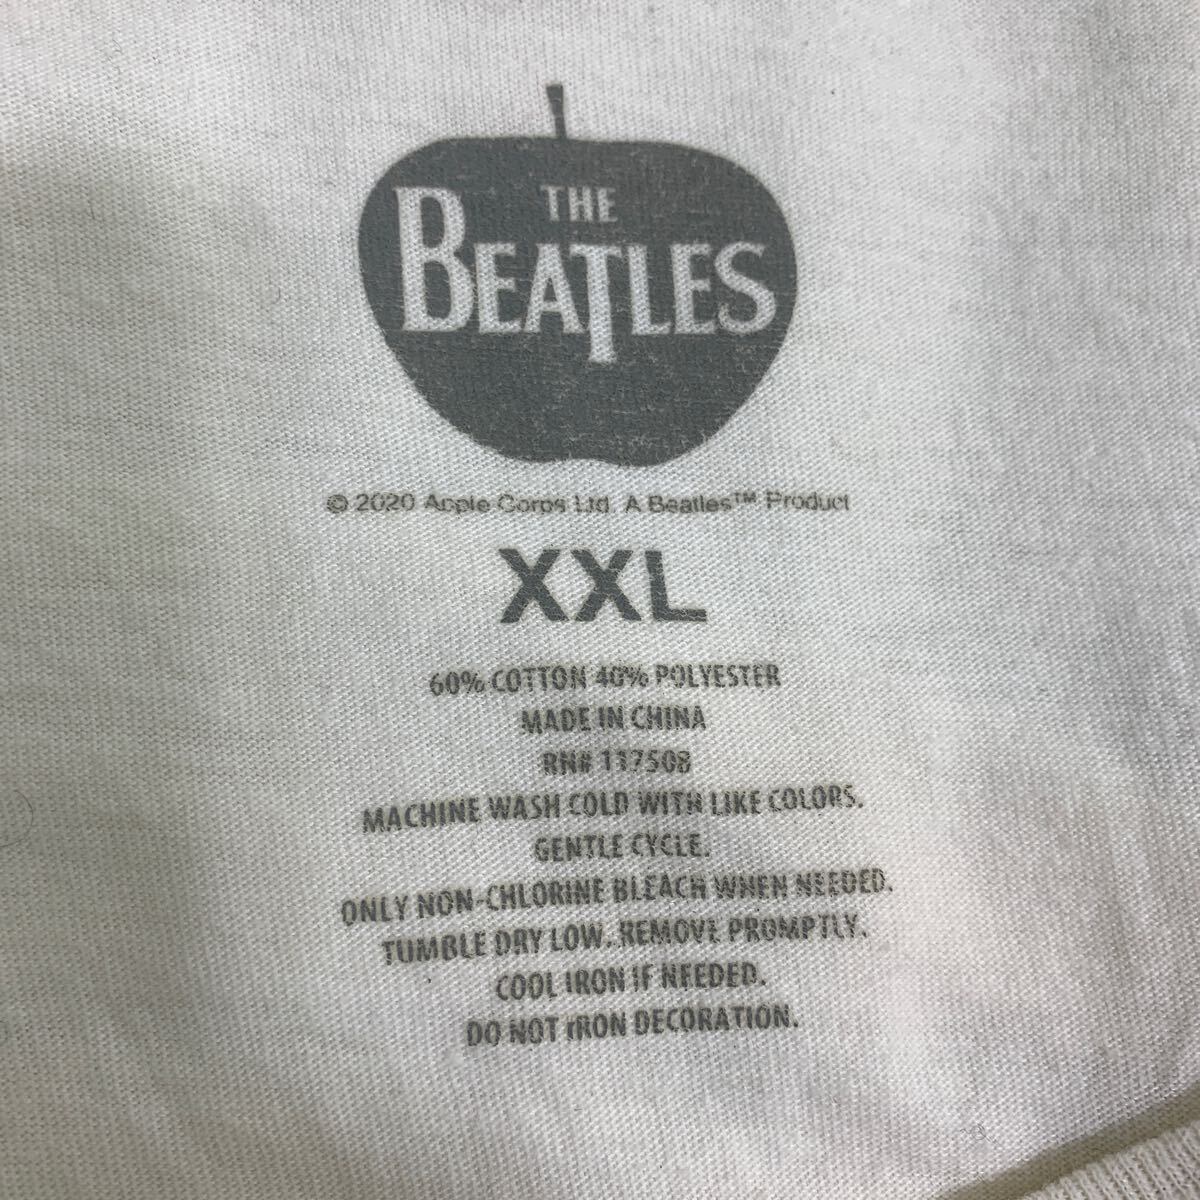 THE
BEATLES
© 2020 Apple Corps Ltd. A Beatles™ Product
XXL
60% COTTON 40% POLYESTER
MADE IN CHINA
RN# 117508
MACHINE WASH COLD WITH LIKE COLORS.
GENTLE CYCLE.
ONLY NON-CHLORINE BLEACH WHEN NEEDED.
TUMBLE DRY LOW. REMOVE PROMPTLY.
COOL IRON IF NEEDED.
DO NOT IRON DECORATION.